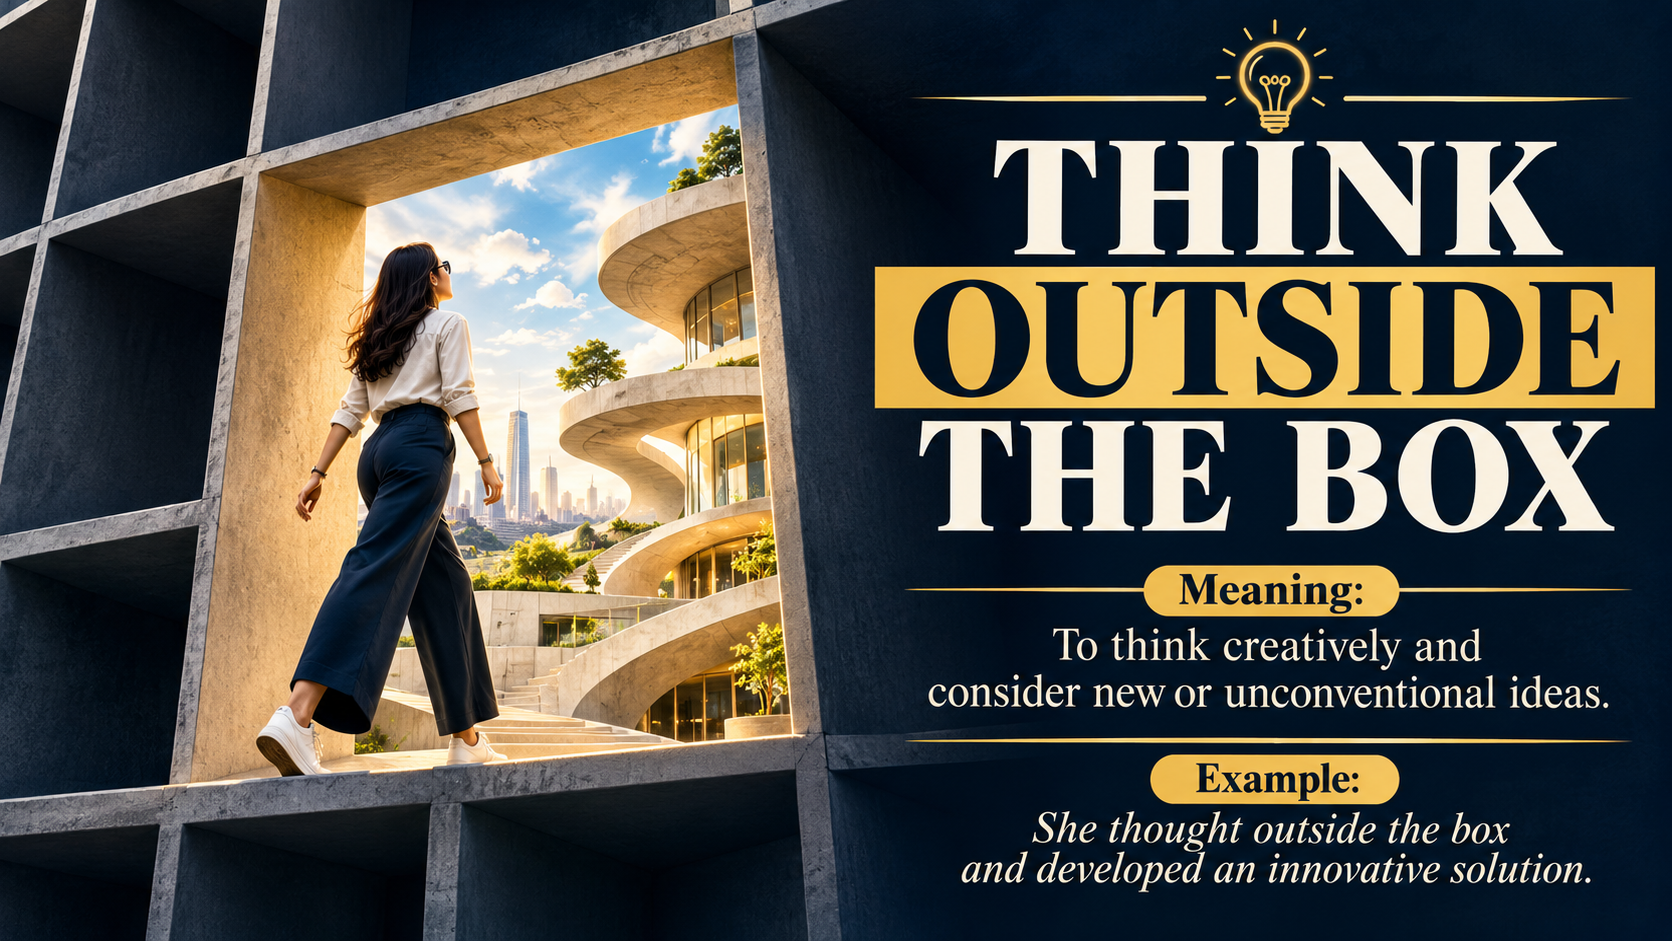 THINK
OUTSIDE
THE BOX
Meaning:
To think creatively and
consider new or unconventional ideas.
Example:
She thought outside the box
and developed an innovative solution.